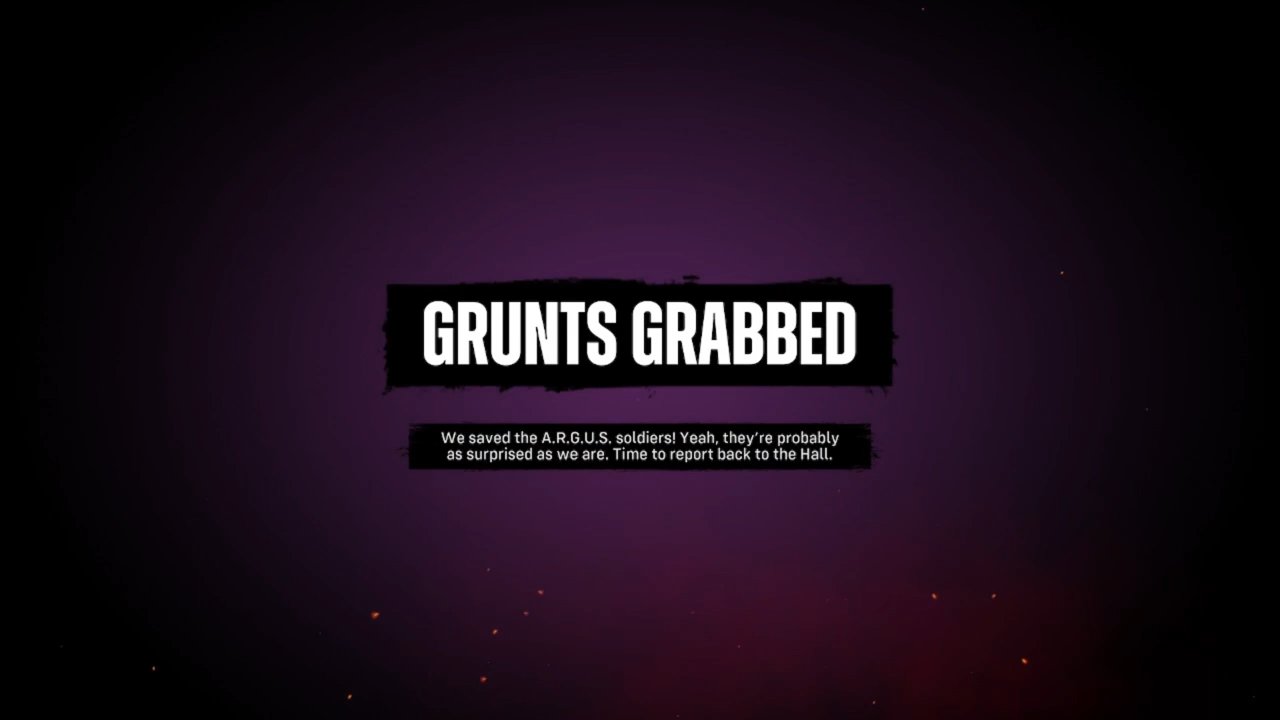 GRUNTS GRABBED
We saved the A.R.G.U.S. soldiers! Yeah, they're probably
as surprised as we are. Time to report back to the Hall.